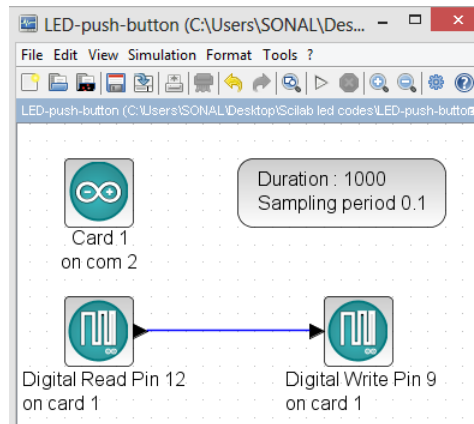 LED-push-button (C:\Users\SONAL\Des...
File Edit View Simulation Format Tools ?
LED-push-button (C:\Users\SONAL\Desktop\Scilab led codes\LED-push-button
Duration : 1000
Sampling period 0.1
Card 1
on com 2
Digital Read Pin 12
on card 1
Digital Write Pin 9
on card 1